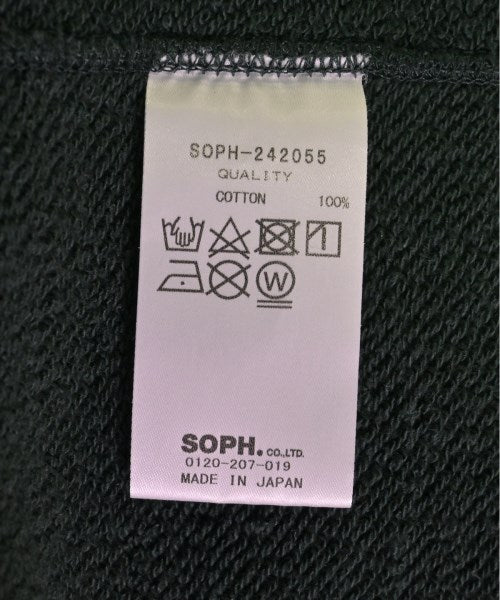 SOPH-242055
QUALITY
COTTON 100%
W
SOPH. CO.,LTD.
0120-207-019
MADE IN JAPAN